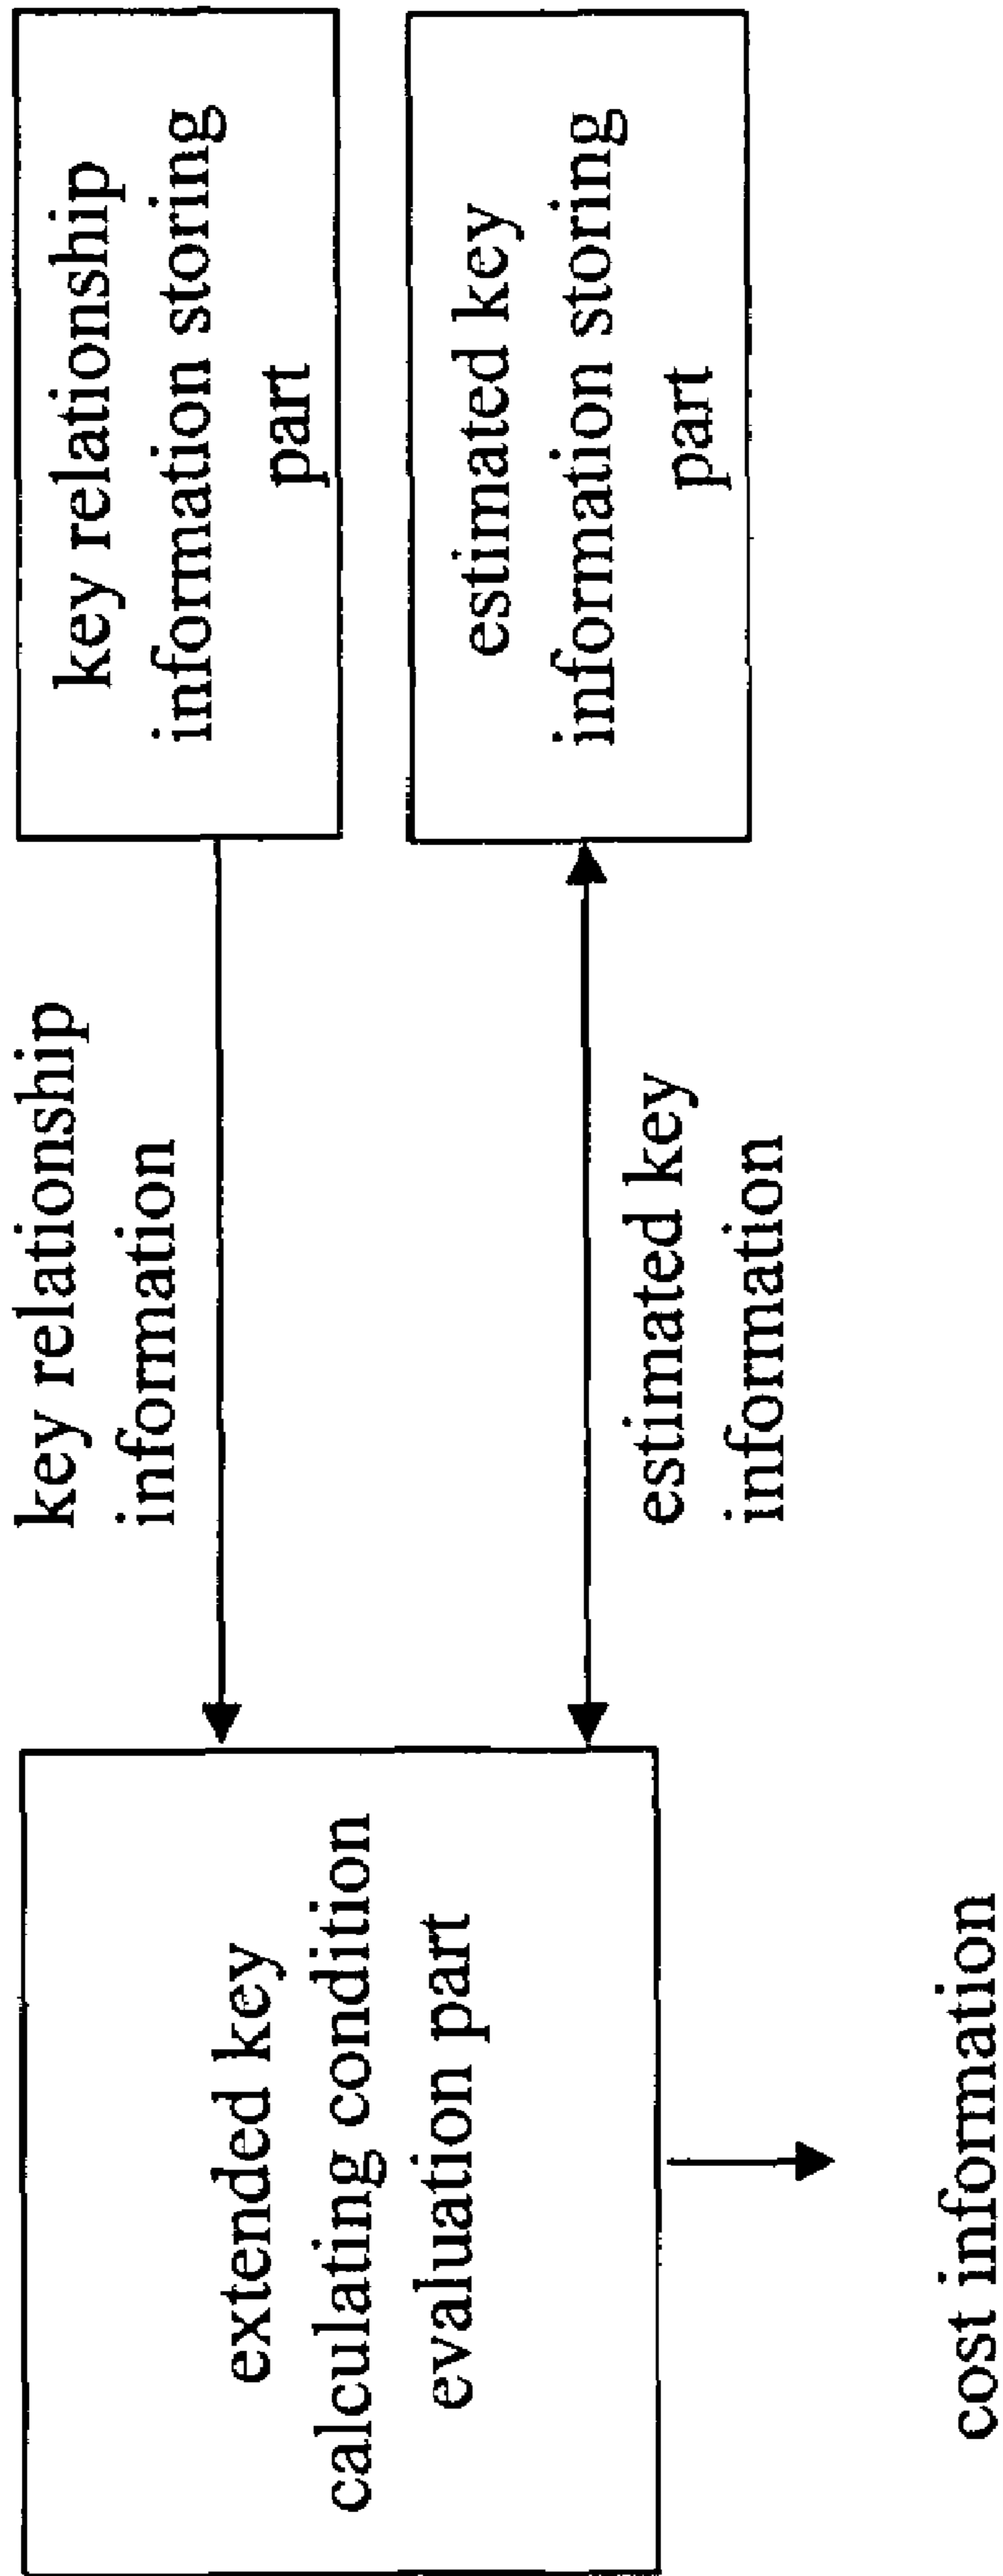 extended key
calculating condition
evaluation part
key relationship
information
key relationship
information storing
part
estimated key
information
estimated key
information storing
part
cost information